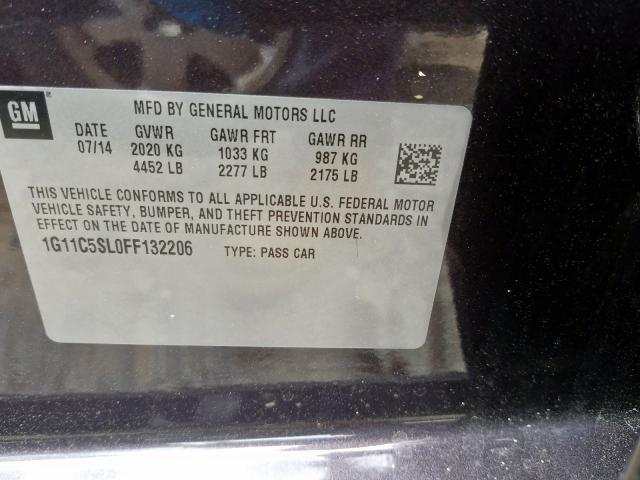 GM
MFD BY GENERAL MOTORS LLC
DATE GVWR GAWR FRT GAWR RR
07/14 2020 KG 1033 KG 987 KG
4452 LB 2277 LB 2175 LB
THIS VEHICLE CONFORMS TO ALL APPLICABLE U.S. FEDERAL MOTOR
VEHICLE SAFETY, BUMPER, AND THEFT PREVENTION STANDARDS IN
EFFECT ON THE DATE OF MANUFACTURE SHOWN ABOVE.
1G11C5SL0FF132206 TYPE: PASS CAR